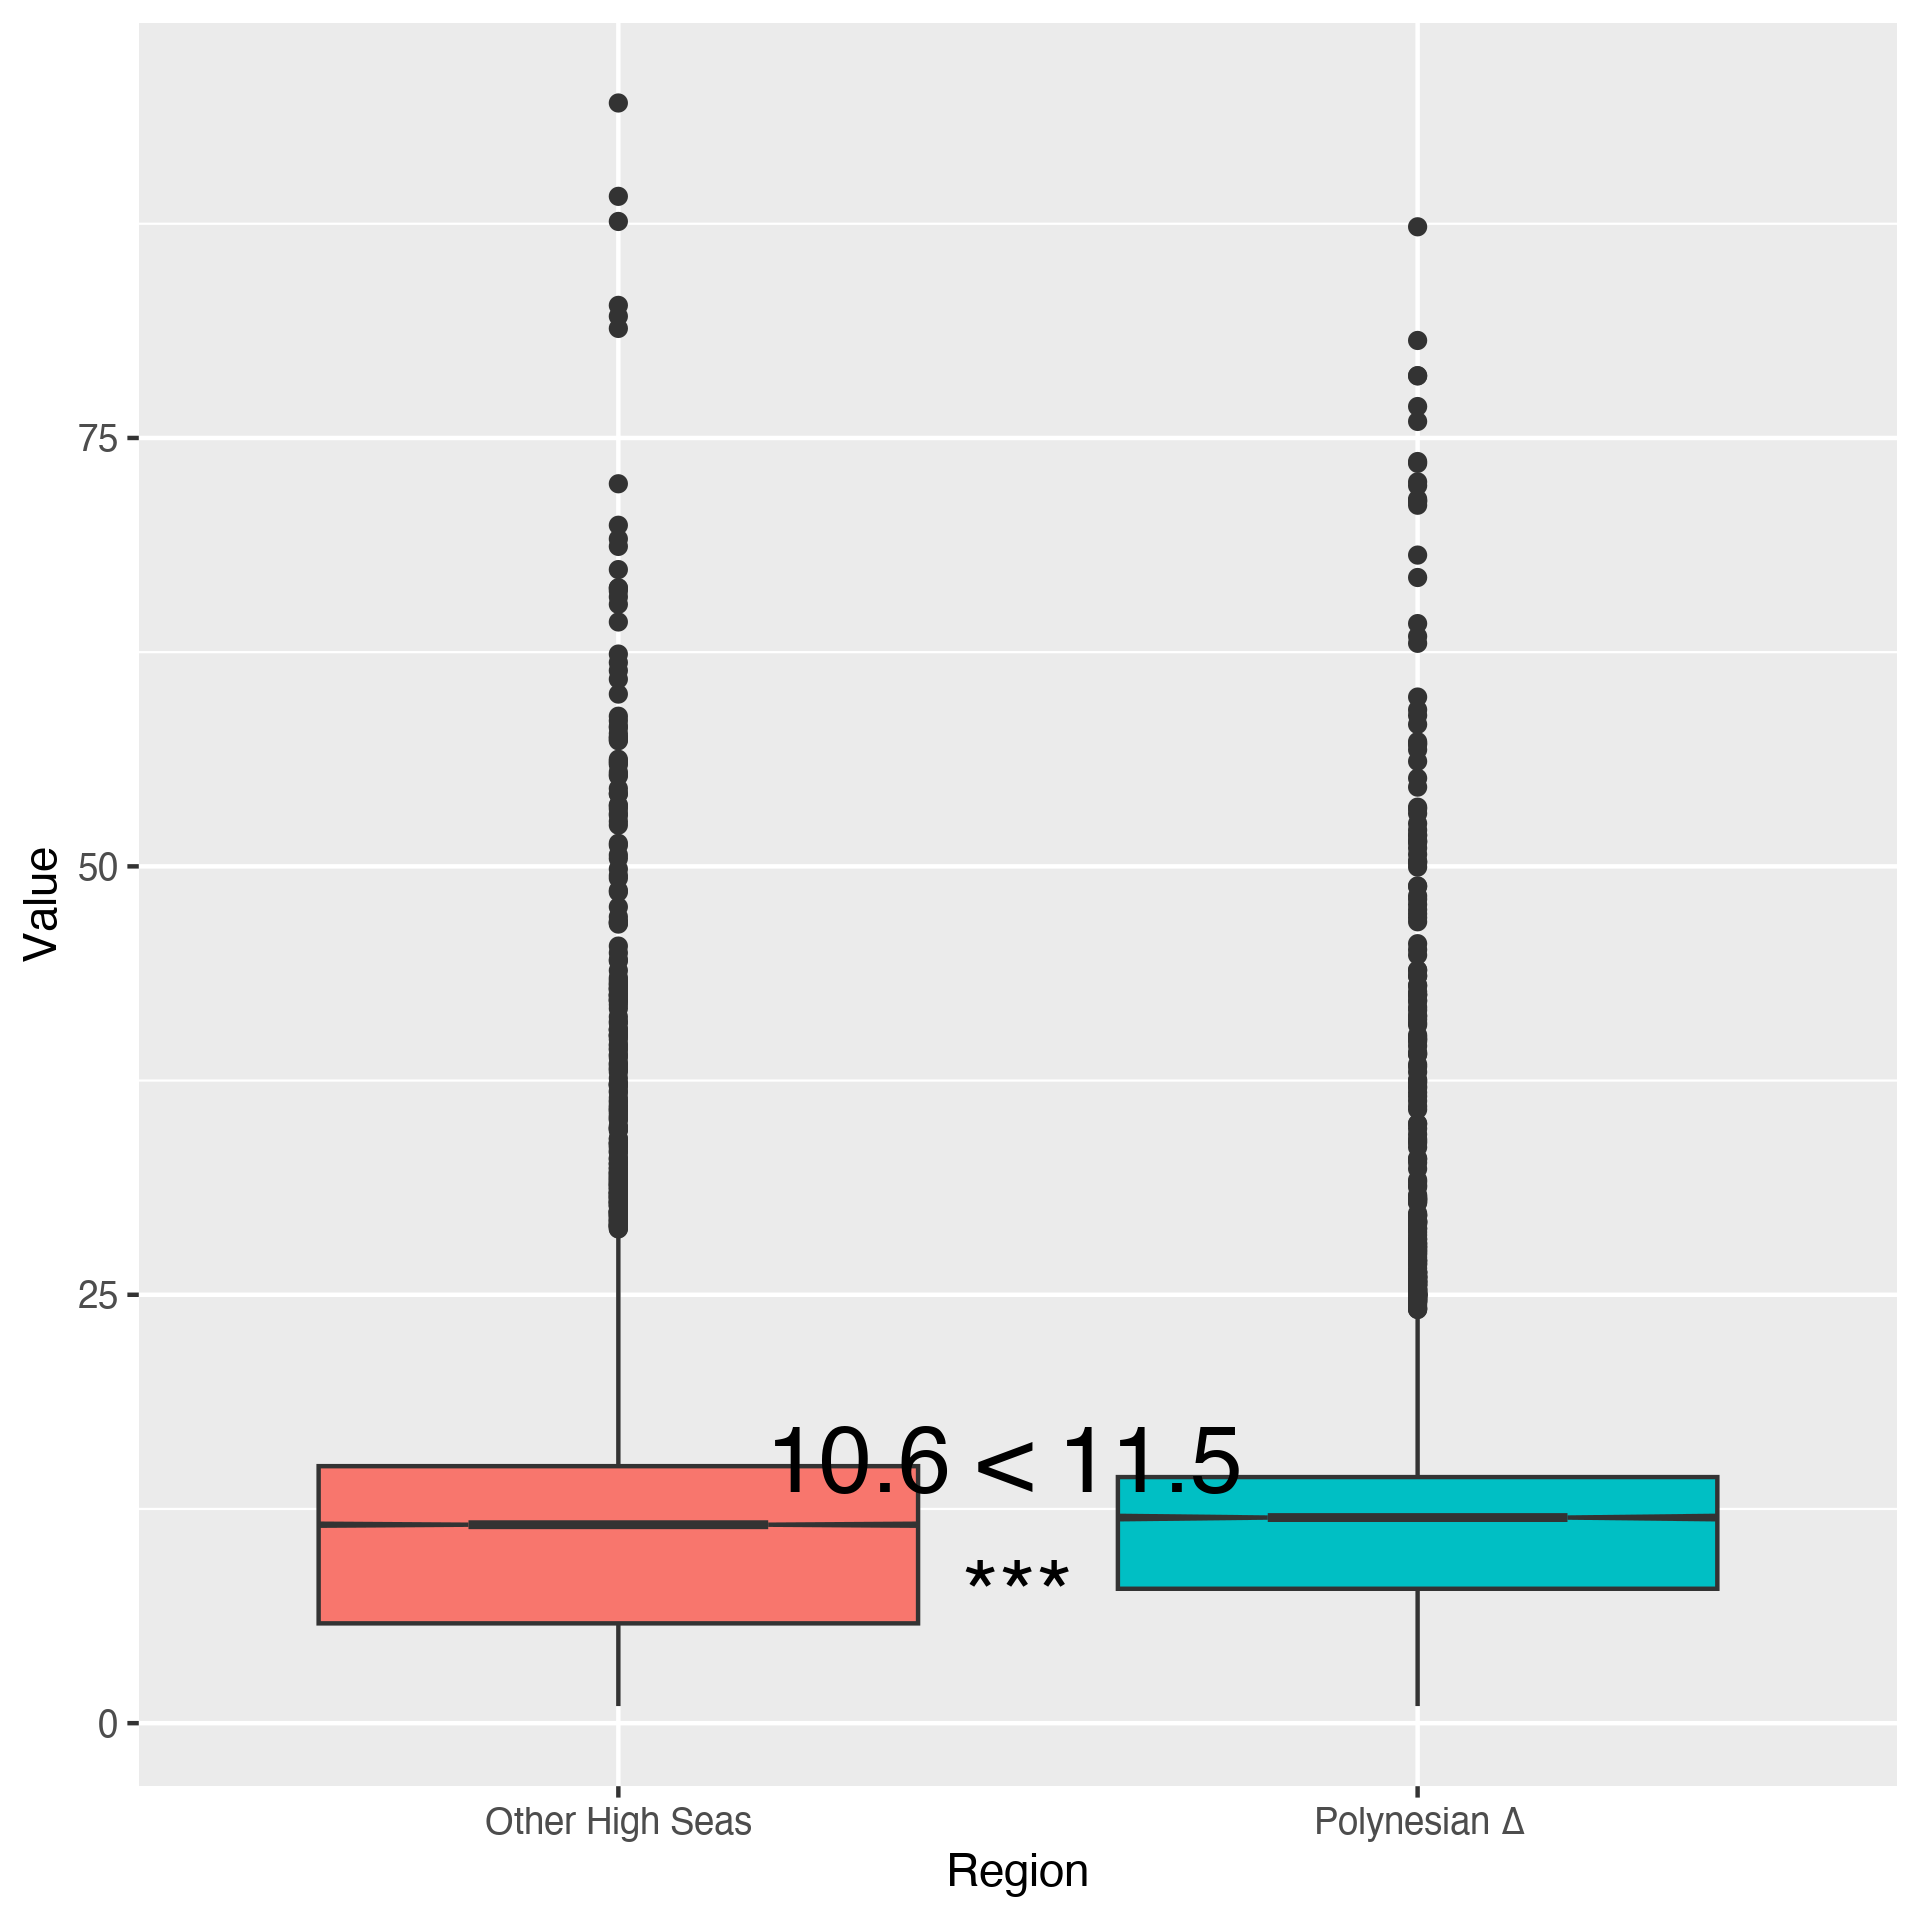 75
50
25
0
Value
10.6 < 11.5
***
Other High Seas
Polynesian Δ
Region